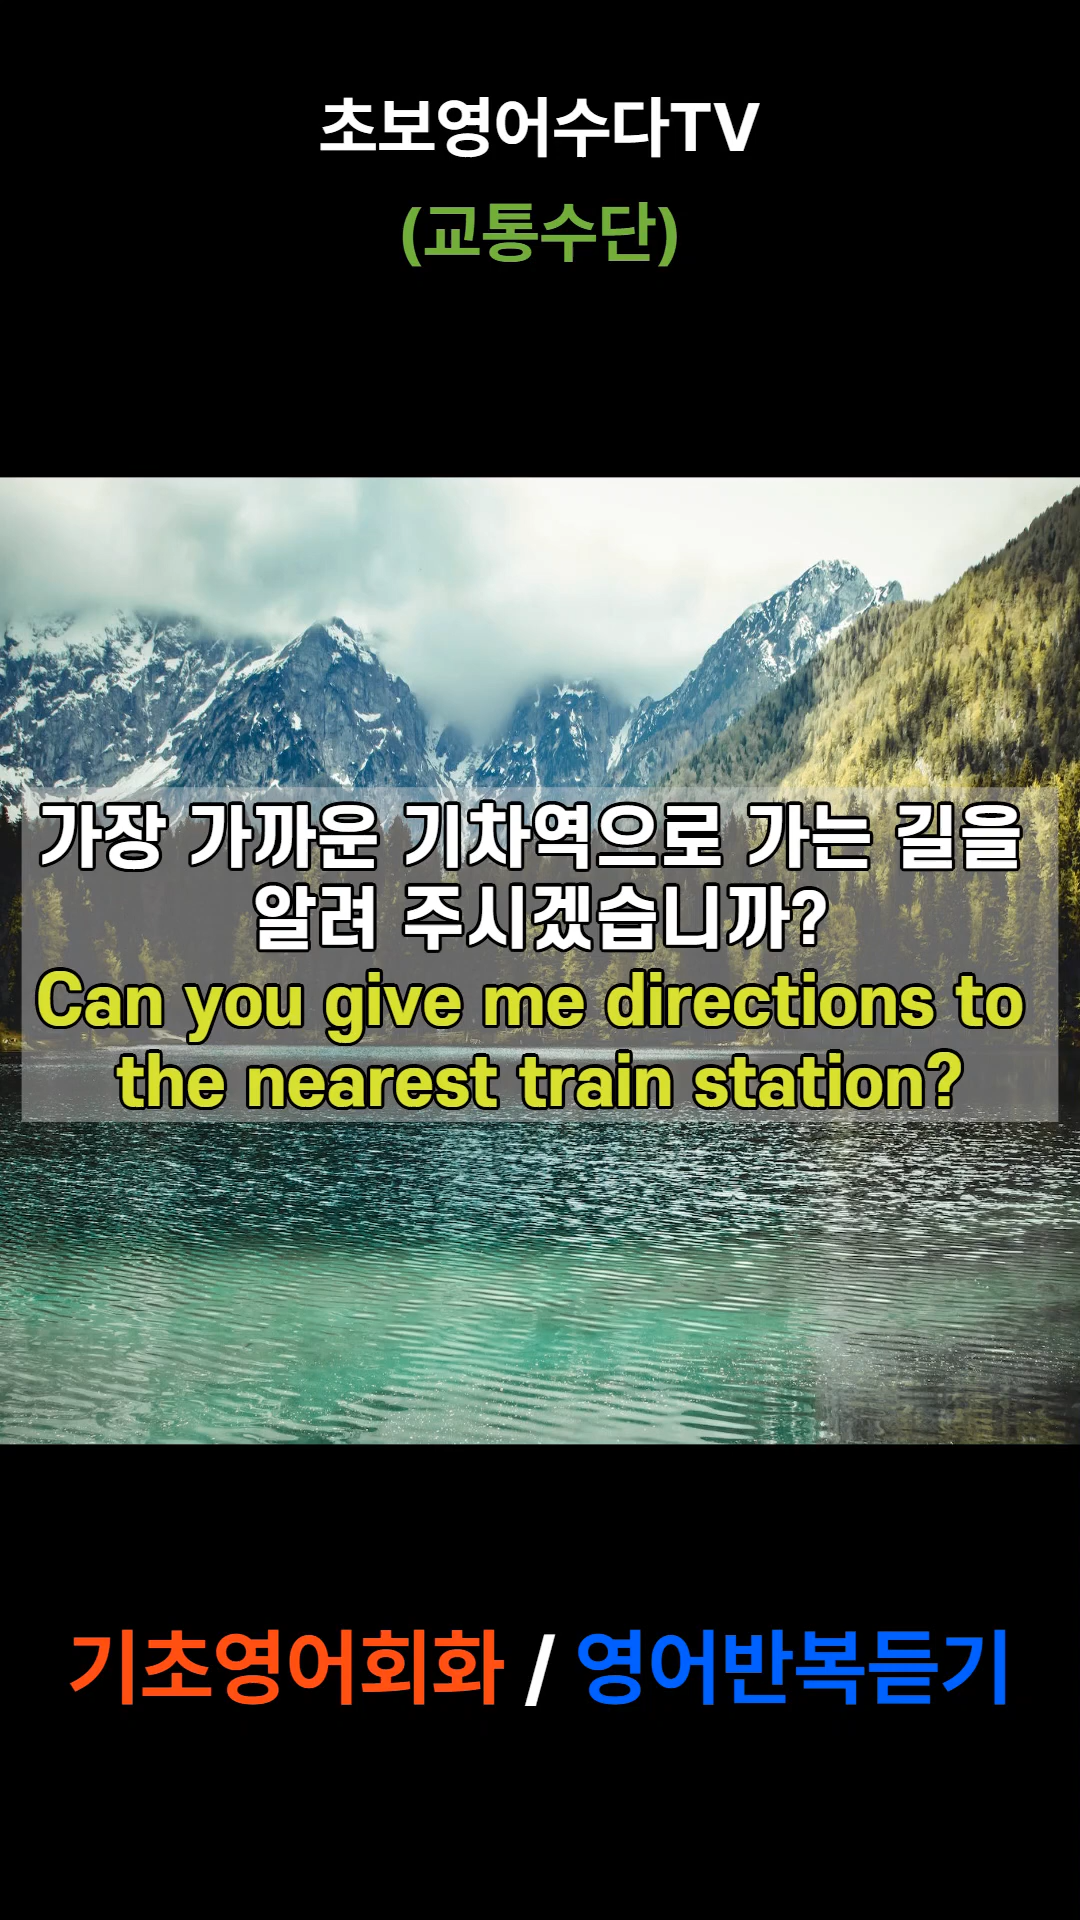 초보영어수다TV
(교통수단)
가장 가까운 기차역으로 가는 길을
알려 주시겠습니까?
Can you give me directions to
the nearest train station?
기초영어회화 / 영어반복듣기